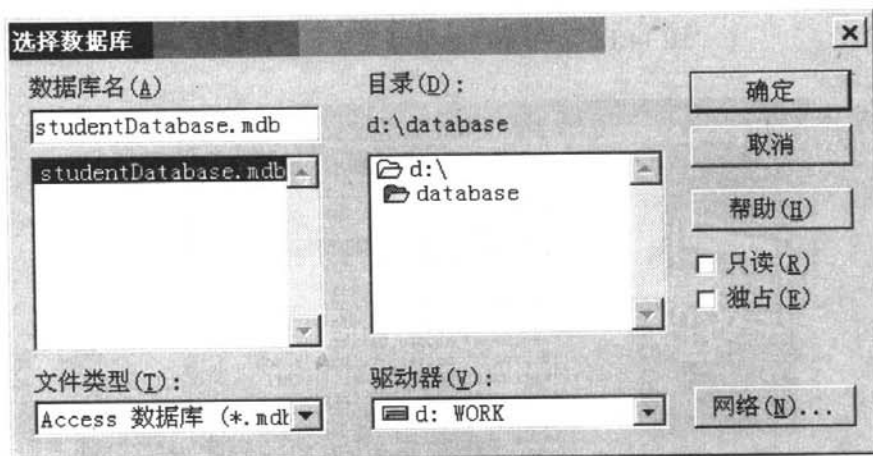 选择数据库
数据库名(A)
studentDatabase.mdb
studentDatabase.mdb
文件类型(T):
Access 数据库 (*.mdb
目录(D):
d:\database
d:\
database
驱动器(V):
d: WORK
确定
取消
帮助(H)
只读(R)
独占(E)
网络(N)...